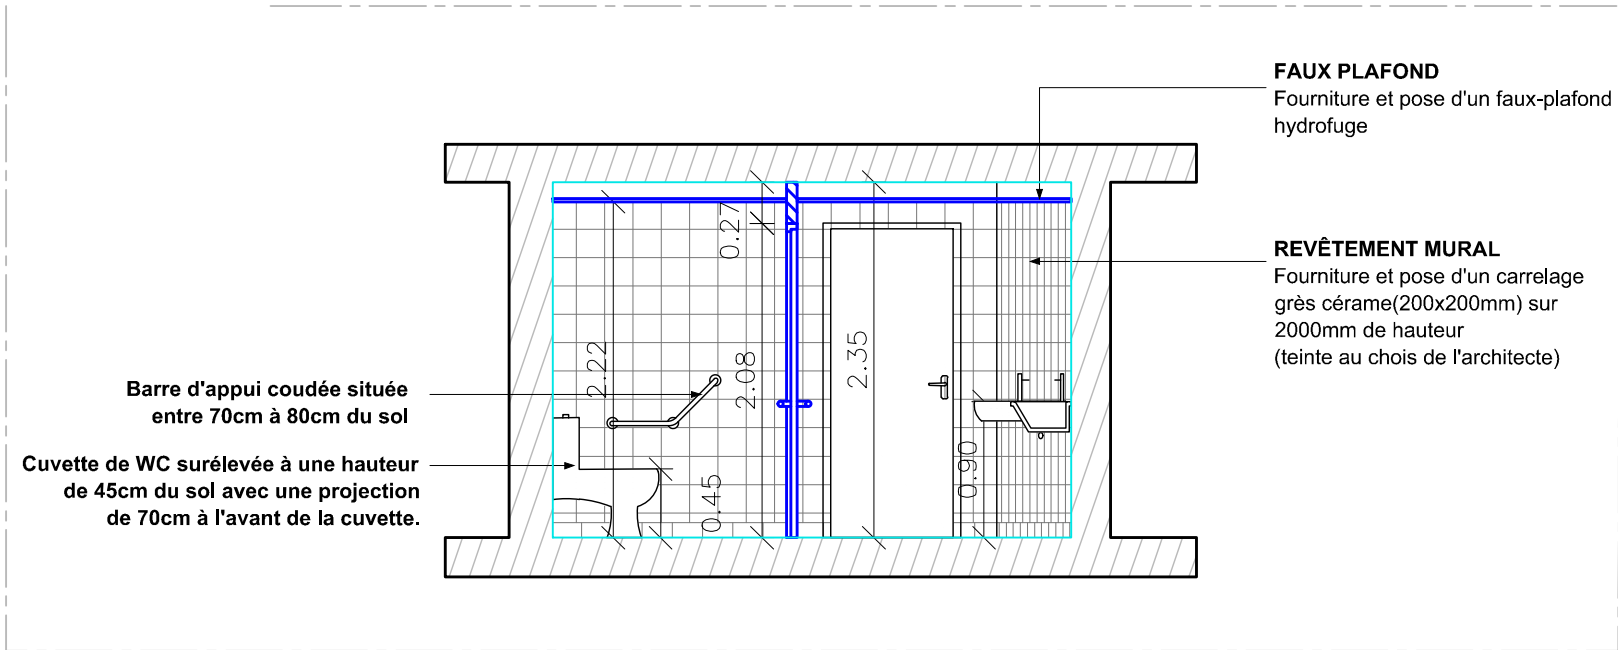 FAUX PLAFOND
Fourniture et pose d'un faux-plafond
hydrofuge
REVÊTEMENT MURAL
Fourniture et pose d'un carrelage
grès cérame(200x200mm) sur
2000mm de hauteur
(teinte au chois de l'architecte)
Barre d'appui coudée située
entre 70cm à 80cm du sol
Cuvette de WC surélevée à une hauteur
de 45cm du sol avec une projection
de 70cm à l'avant de la cuvette.
2.22
0.27
2.08
0.45
2.35
0.90